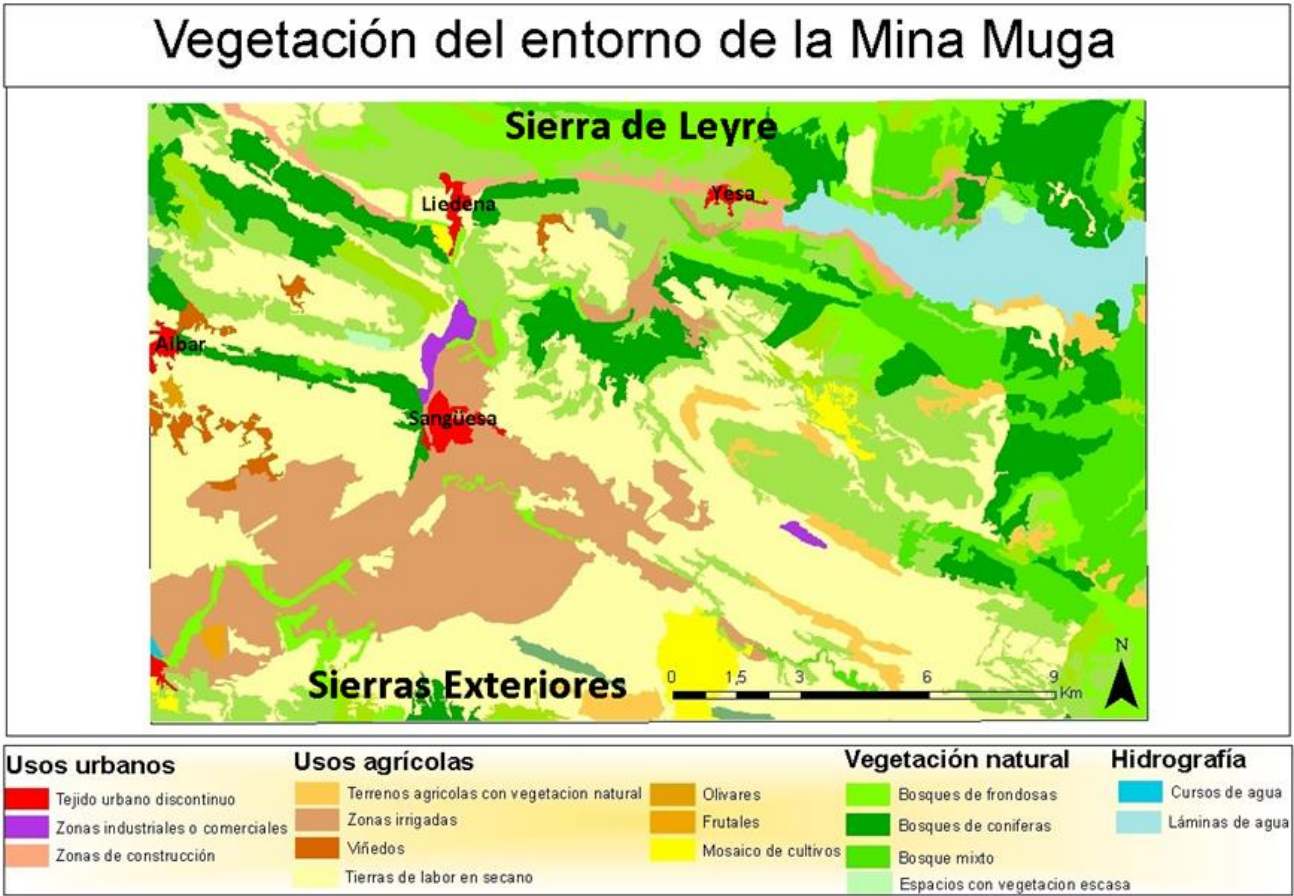 Vegetación del entorno de la Mina Muga
Sierra de Leyre
Yesa
Liedena
Aibar
Sangüesa
Sierras Exteriores
N
0 1,5 3 6 9
Km
Usos urbanos
Tejido urbano discontinuo
Zonas industriales o comerciales
Zonas de construcción
Usos agrícolas
Terrenos agricolas con vegetacion natural
Zonas irrigadas
Viñedos
Tierras de labor en secano
Olivares
Frutales
Mosaico de cultivos
Vegetación natural
Bosques de frondosas
Bosques de coniferas
Bosque mixto
Espacios con vegetacion escasa
Hidrografía
Cursos de agua
Láminas de agua